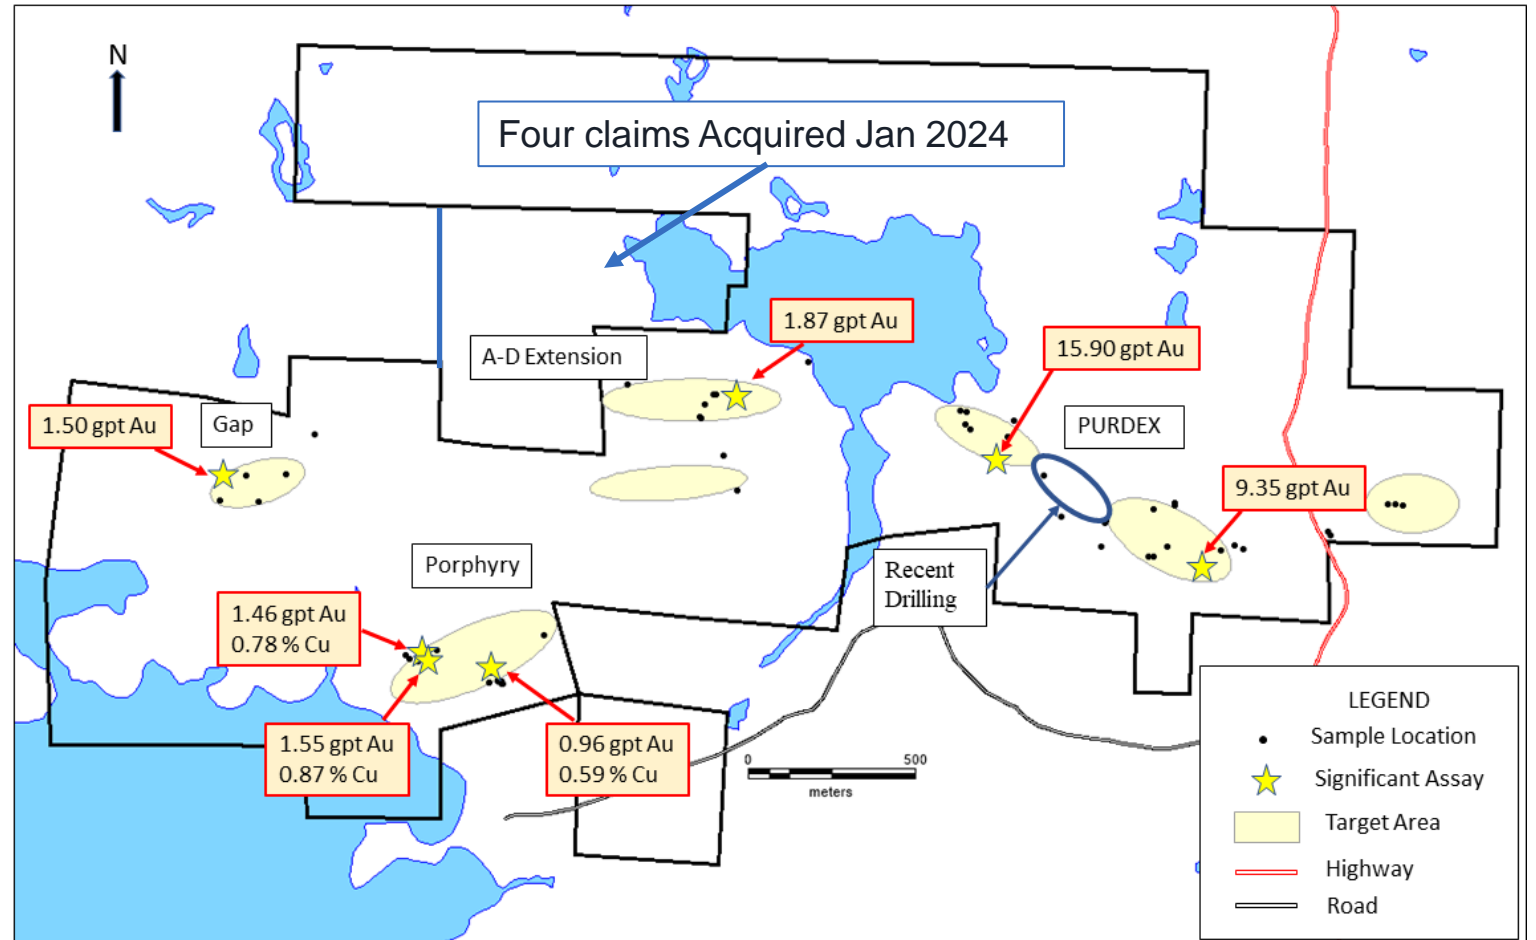 N
Four claims Acquired Jan 2024
1.87 gpt Au
A-D Extension
15.90 gpt Au
1.50 gpt Au
Gap
PURDEX
9.35 gpt Au
Porphyry
Recent
Drilling
1.46 gpt Au
0.78 % Cu
1.55 gpt Au
0.87 % Cu
0.96 gpt Au
0.59 % Cu
0 500
meters
LEGEND
Sample Location
Significant Assay
Target Area
Highway
Road